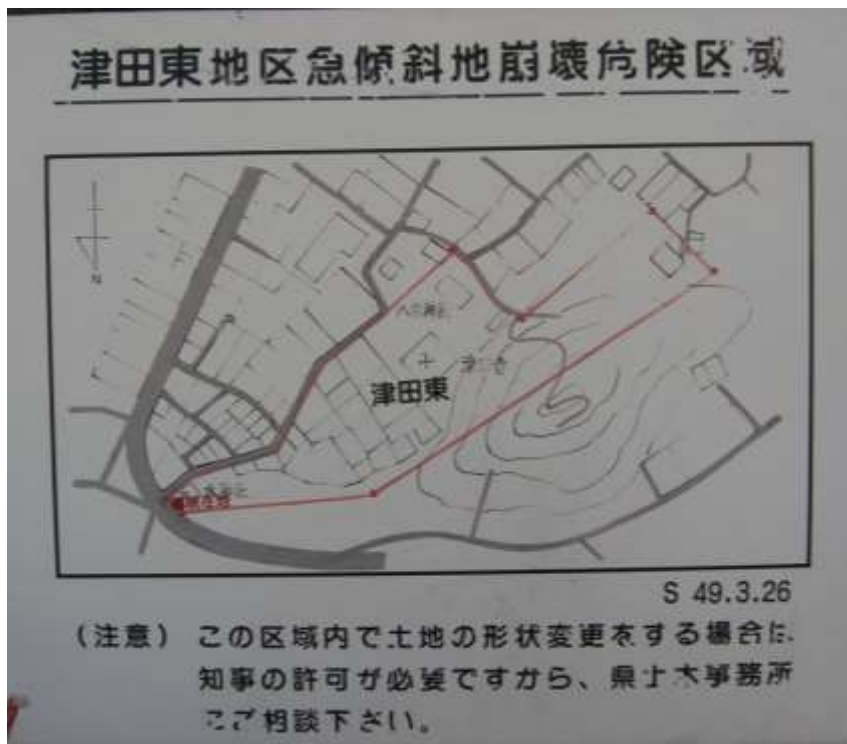 津田東地区急傾斜地崩壊危険区域
N
津田東
現在地
S 49.3.26
(注意) この区域内で土地の形状変更をする場合は、
知事の許可が必要ですから、県土木事務所
にご相談下さい。